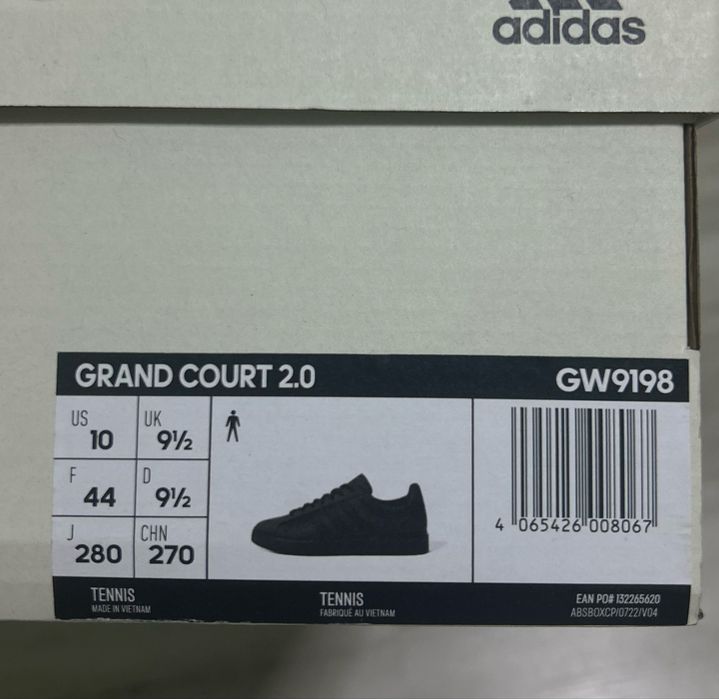 adidas
GRAND COURT 2.0 GW9198
US 10 UK 9½
F 44 D 9½
J 280 CHN 270
4 065426 008067
TENNIS TENNIS EAN PO# 132265620
MADE IN VIETNAM FABRIQUÉ AU VIETNAM ABSBOXCP/0722/V04